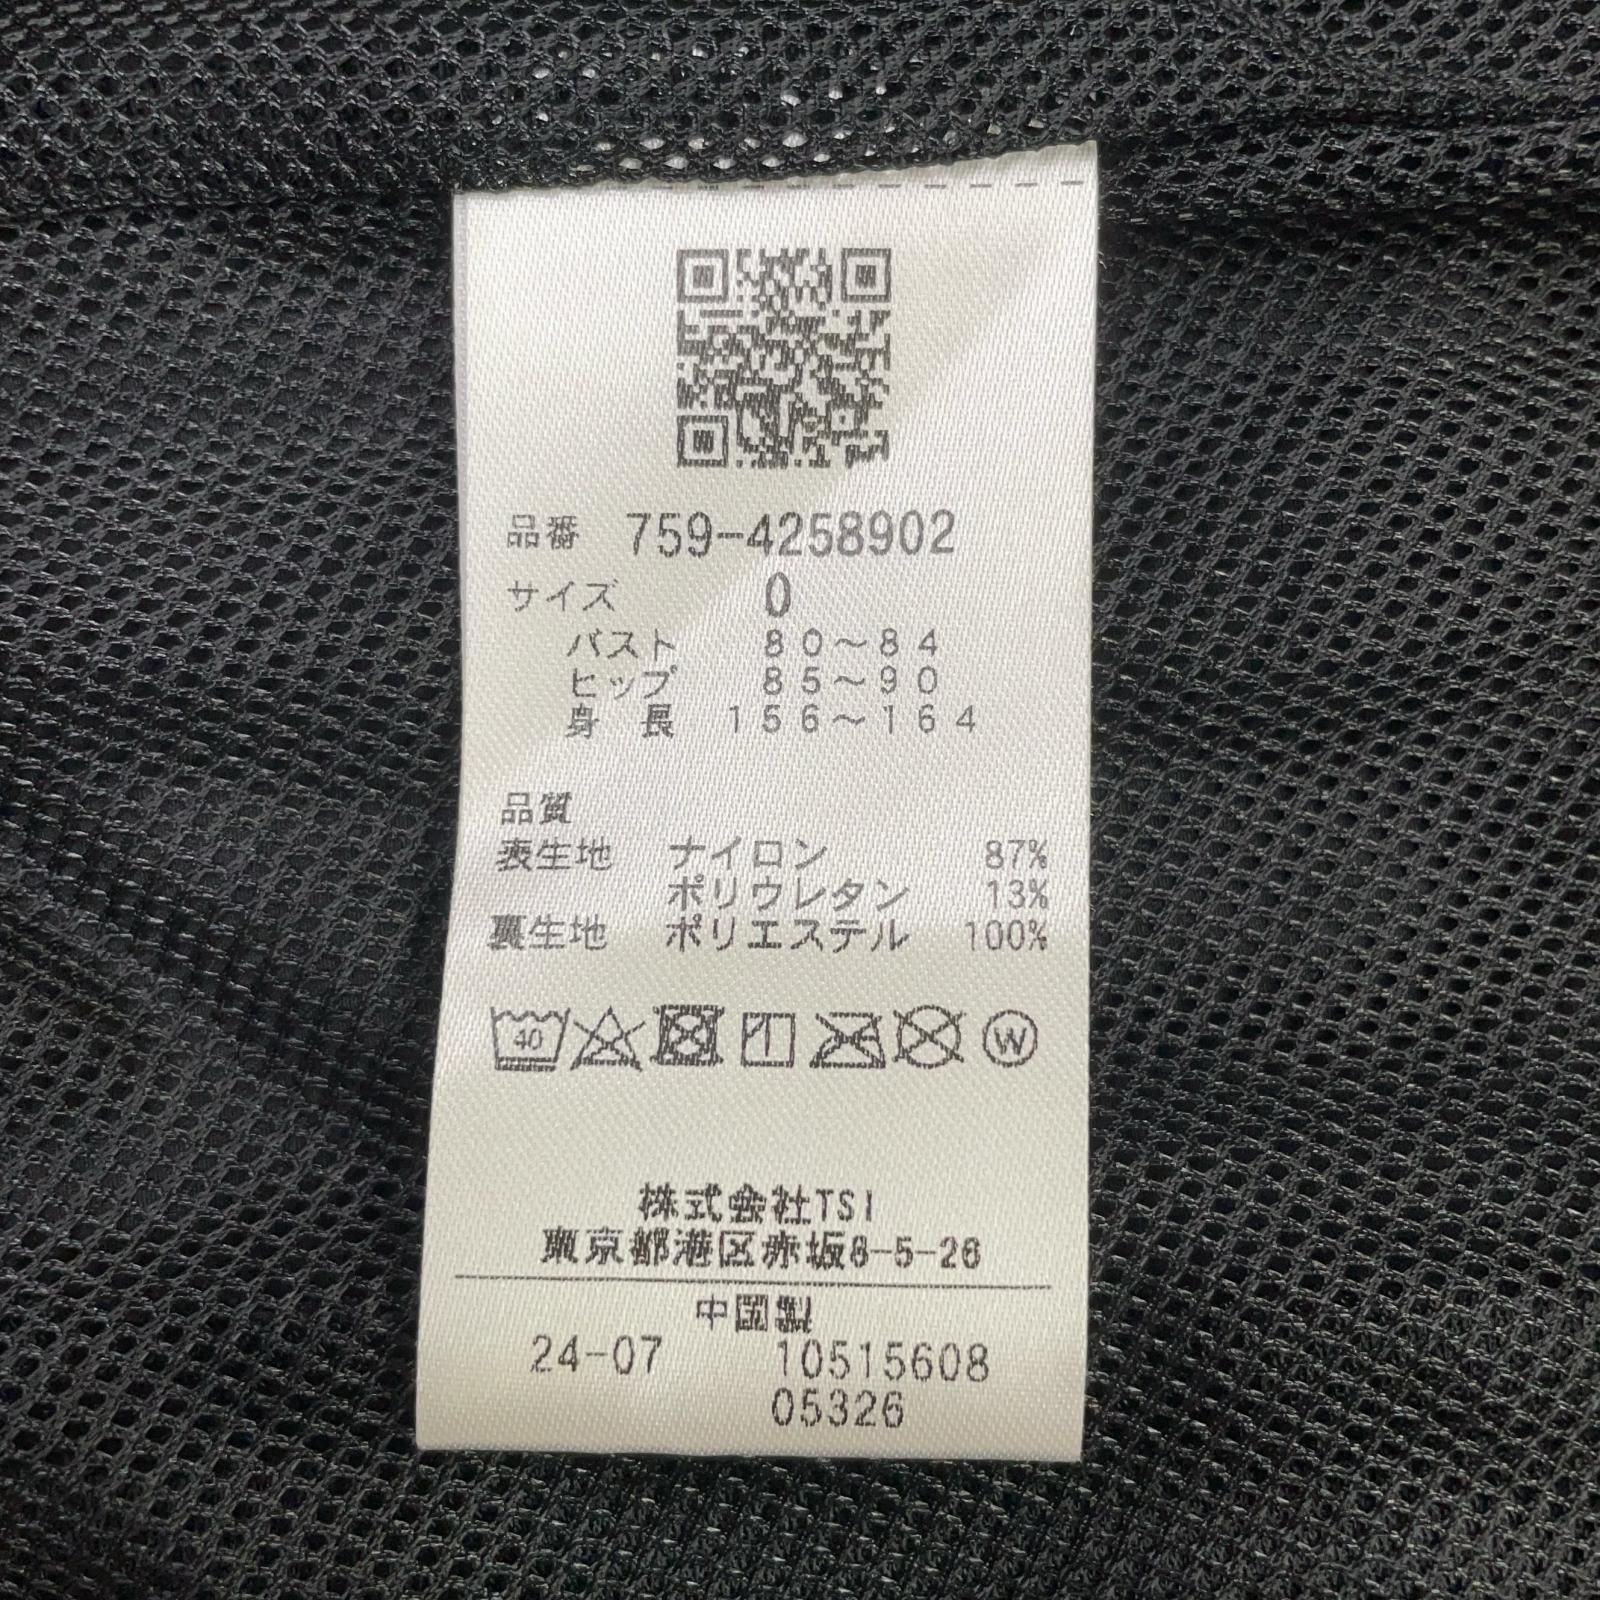 品番 759-4258902
サイズ 0
バスト 80～84
ヒップ 85～90
身長 156～164
品質
表生地 ナイロン 87%
ポリウレタン 13%
裏生地 ポリエステル 100%
40
W
株式会社TSI
東京都港区赤坂8-5-26
中国製
24-07 10515608
05326